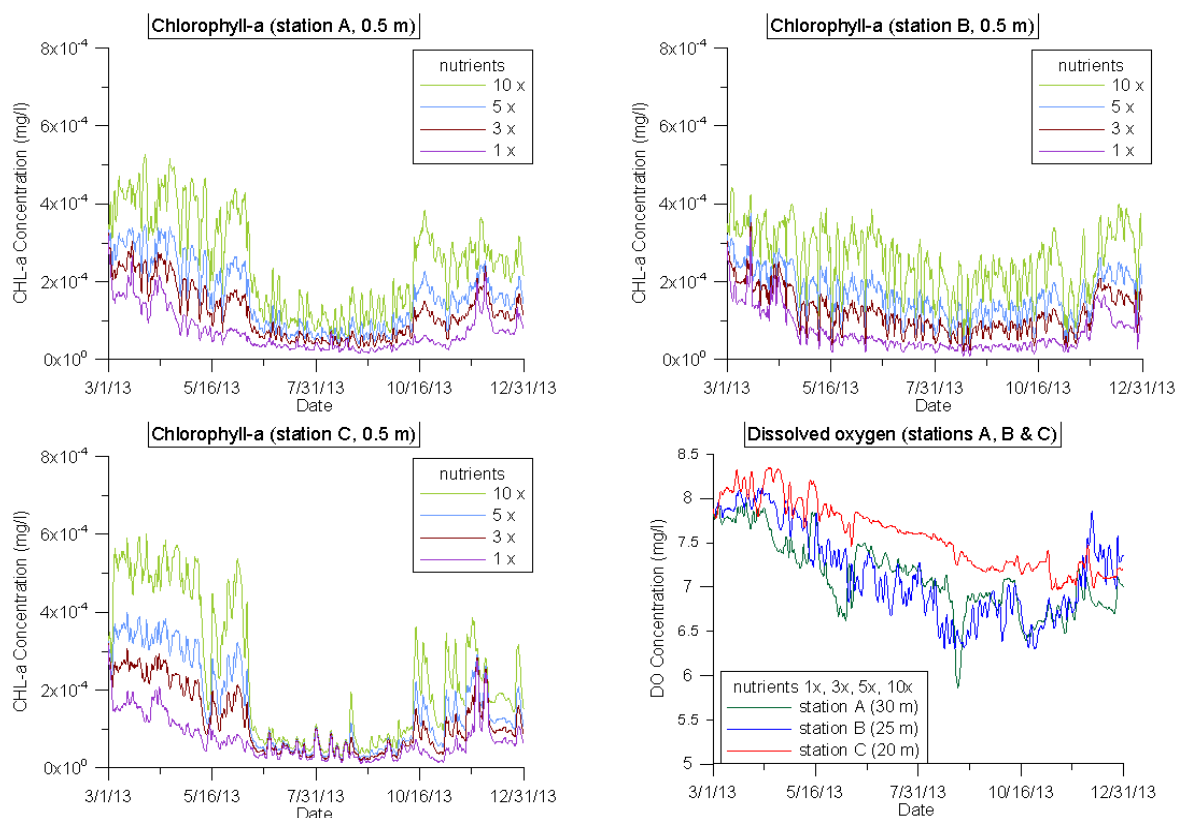 Chlorophyll-a (station A, 0.5 m)
CHL-a Concentration (mg/l)
8x10⁻⁴
6x10⁻⁴
4x10⁻⁴
2x10⁻⁴
0x10⁰
nutrients
10 x
5 x
3 x
1 x
3/1/13 5/16/13 7/31/13 10/16/13 12/31/13
Date
Chlorophyll-a (station B, 0.5 m)
CHL-a Concentration (mg/l)
8x10⁻⁴
6x10⁻⁴
4x10⁻⁴
2x10⁻⁴
0x10⁰
nutrients
10 x
5 x
3 x
1 x
3/1/13 5/16/13 7/31/13 10/16/13 12/31/13
Date
Chlorophyll-a (station C, 0.5 m)
CHL-a Concentration (mg/l)
8x10⁻⁴
6x10⁻⁴
4x10⁻⁴
2x10⁻⁴
0x10⁰
nutrients
10 x
5 x
3 x
1 x
3/1/13 5/16/13 7/31/13 10/16/13 12/31/13
Date
Dissolved oxygen (stations A, B & C)
DO Concentration (mg/l)
8.5
8
7.5
7
6.5
6
5.5
5
nutrients 1x, 3x, 5x, 10x
station A (30 m)
station B (25 m)
station C (20 m)
3/1/13 5/16/13 7/31/13 10/16/13 12/31/13
Date